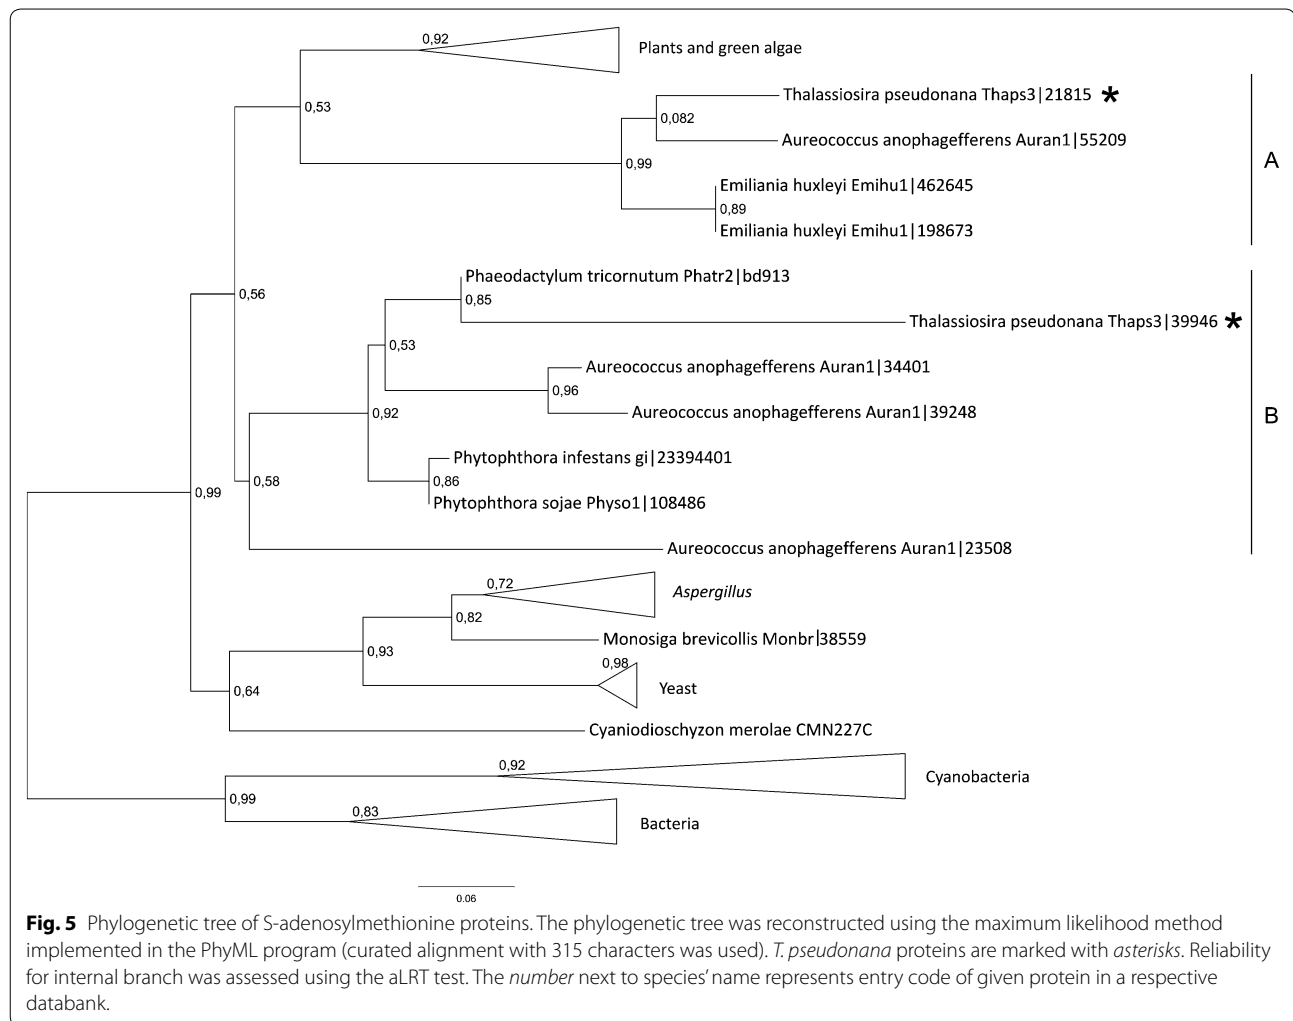 0,92
Plants and green algae
Thalassiosira pseudonana Thaps3|21815 *
0,53
0,082
Aureococcus anophagefferens Auran1|55209
A
0,99
Emiliania huxleyi Emihu1|462645
0,89
Emiliania huxleyi Emihu1|198673
Phaeodactylum tricornutum Phatr2|bd913
0,56
0,85
Thalassiosira pseudonana Thaps3|39946 *
0,53
Aureococcus anophagefferens Auran1|34401
0,96
0,92
Aureococcus anophagefferens Auran1|39248
B
Phytophthora infestans gi|23394401
0,58
0,86
0,99
Phytophthora sojae Physo1|108486
Aureococcus anophagefferens Auran1|23508
0,72
Aspergillus
0,82
Monosiga brevicollis Monbr|38559
0,93
0,98
Yeast
0,64
Cyaniodioschyzon merolae CMN227C
0,92
Cyanobacteria
0,99
0,83
Bacteria
0.06
Fig. 5 Phylogenetic tree of S-adenosylmethionine proteins. The phylogenetic tree was reconstructed using the maximum likelihood method
implemented in the PhyML program (curated alignment with 315 characters was used). T. pseudonana proteins are marked with asterisks. Reliability
for internal branch was assessed using the aLRT test. The number next to species' name represents entry code of given protein in a respective
databank.